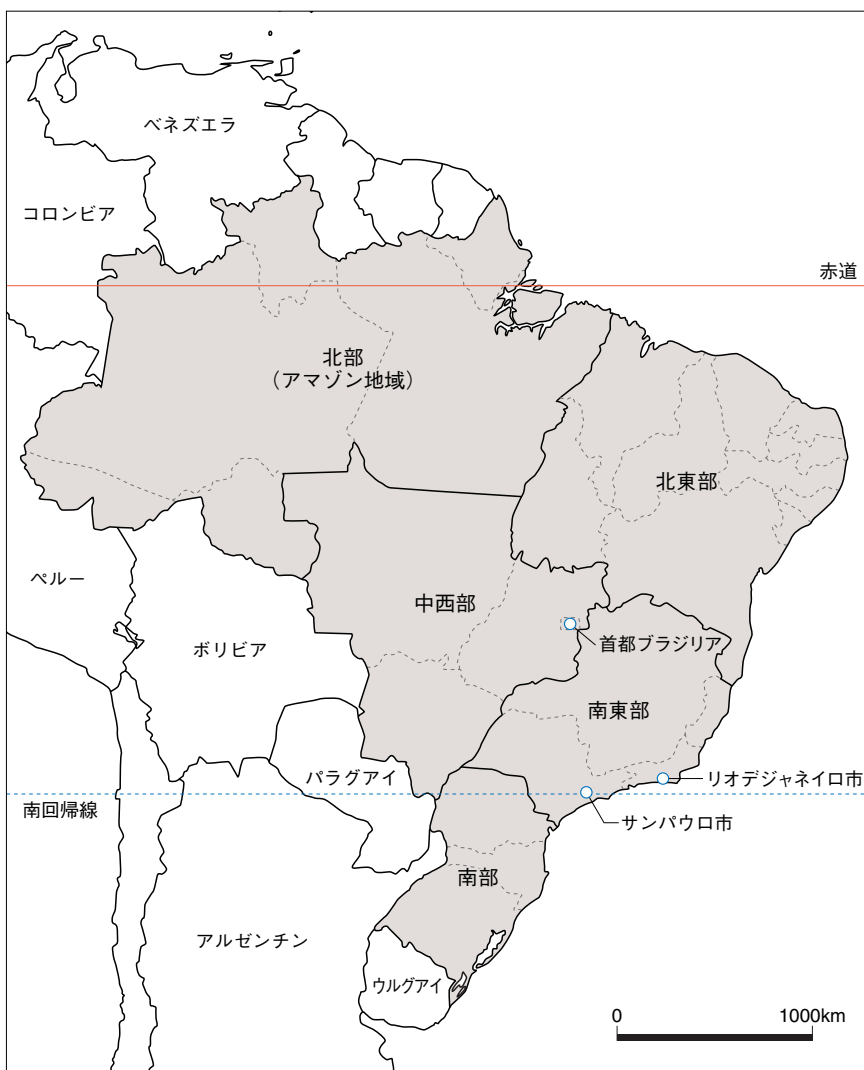 ベネズエラ
コロンビア
赤道
北部
(アマゾン地域)
北東部
ペルー
中西部
首都ブラジリア
ボリビア
南東部
パラグアイ
リオデジャネイロ市
南回帰線
サンパウロ市
南部
アルゼンチン
ウルグアイ
0 1000km